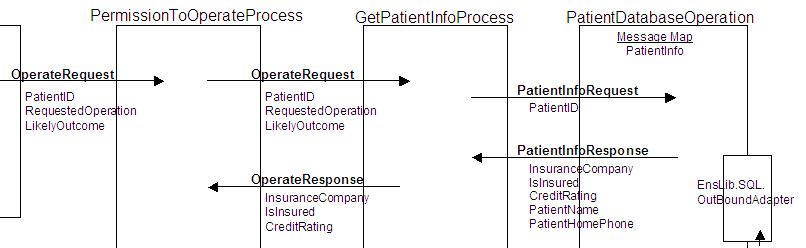 PermissionToOperateProcess
GetPatientInfoProcess
PatientDatabaseOperation
Message Map
PatientInfo
OperateRequest
PatientID
RequestedOperation
LikelyOutcome
OperateRequest
PatientID
RequestedOperation
LikelyOutcome
PatientInfoRequest
PatientID
PatientInfoResponse
InsuranceCompany
IsInsured
CreditRating
PatientName
PatientHomePhone
OperateResponse
InsuranceCompany
IsInsured
CreditRating
EnsLib.SQL.
OutBoundAdapter